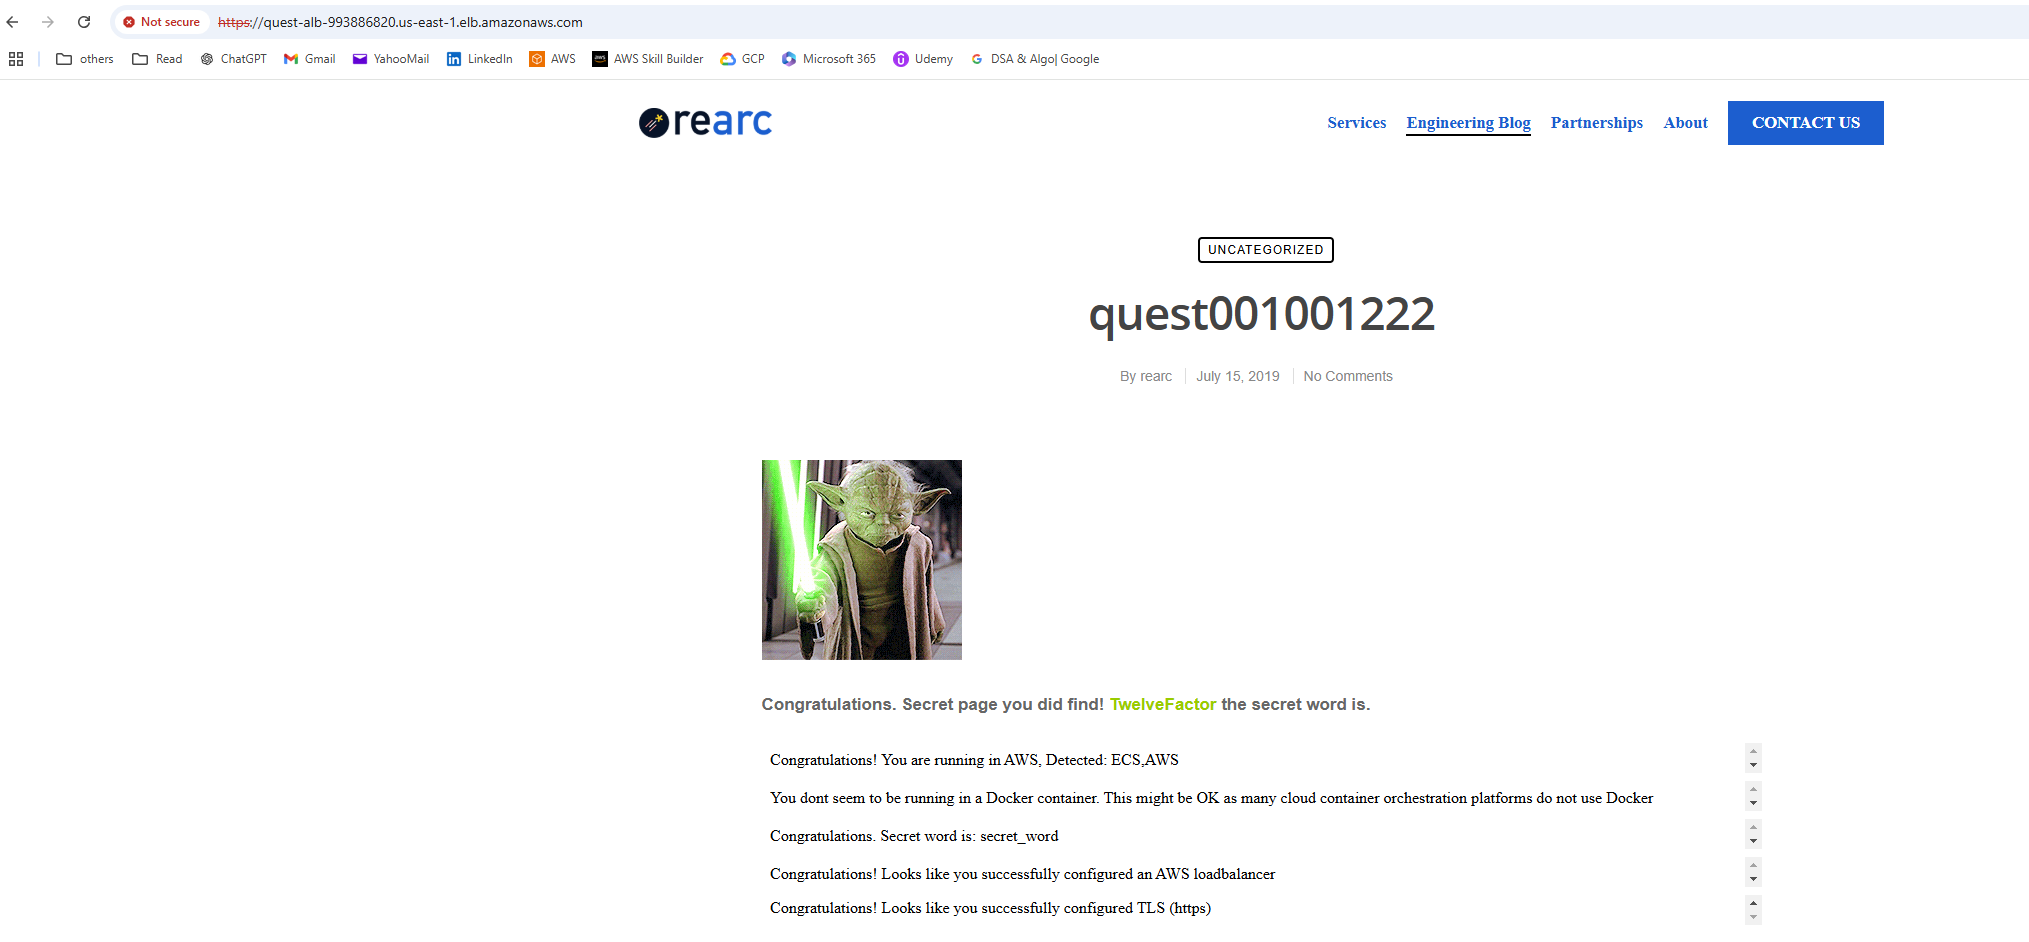 Not secure https://quest-alb-993886820.us-east-1.elb.amazonaws.com
others Read ChatGPT Gmail YahooMail LinkedIn AWS aws AWS Skill Builder GCP Microsoft 365 Udemy DSA & Algo| Google
rearc Services Engineering Blog Partnerships About CONTACT US
UNCATEGORIZED
quest001001222
By rearc July 15, 2019 No Comments
Congratulations. Secret page you did find! TwelveFactor the secret word is.
Congratulations! You are running in AWS, Detected: ECS,AWS
You dont seem to be running in a Docker container. This might be OK as many cloud container orchestration platforms do not use Docker
Congratulations. Secret word is: secret_word
Congratulations! Looks like you successfully configured an AWS loadbalancer
Congratulations! Looks like you successfully configured TLS (https)